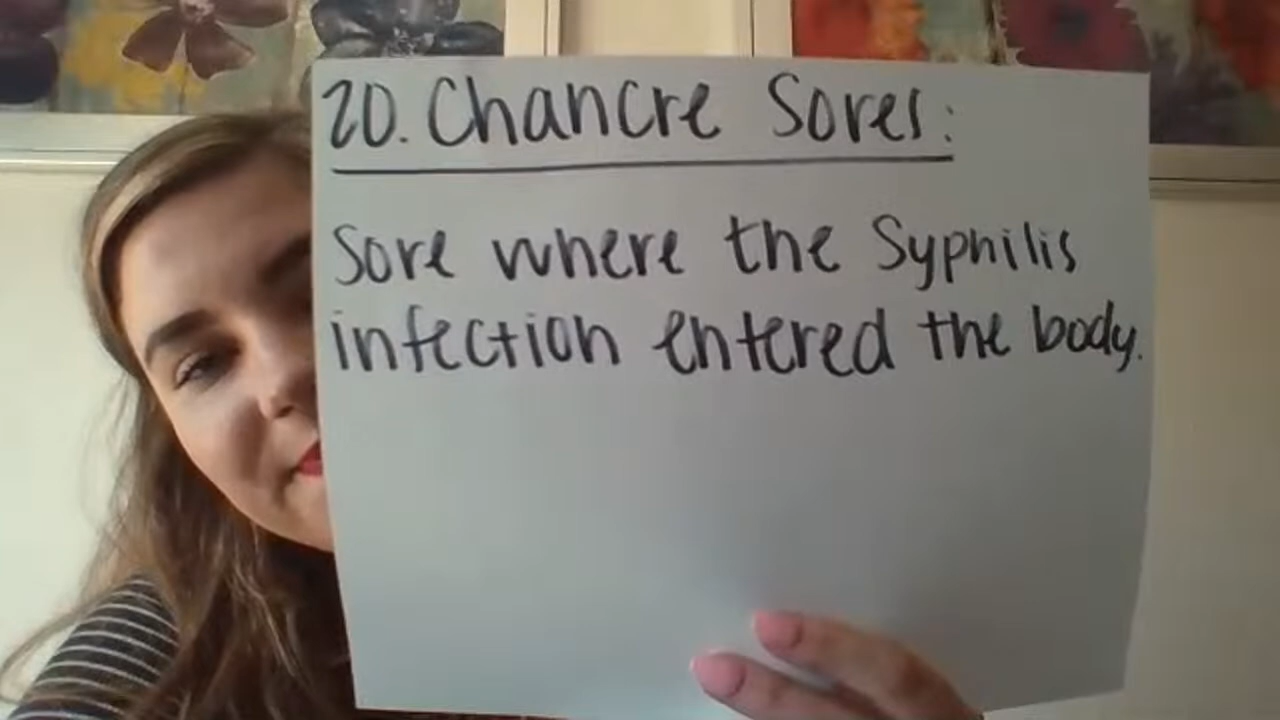 20. Chancre Sores:
Sore where the Syphilis
infection entered the body.